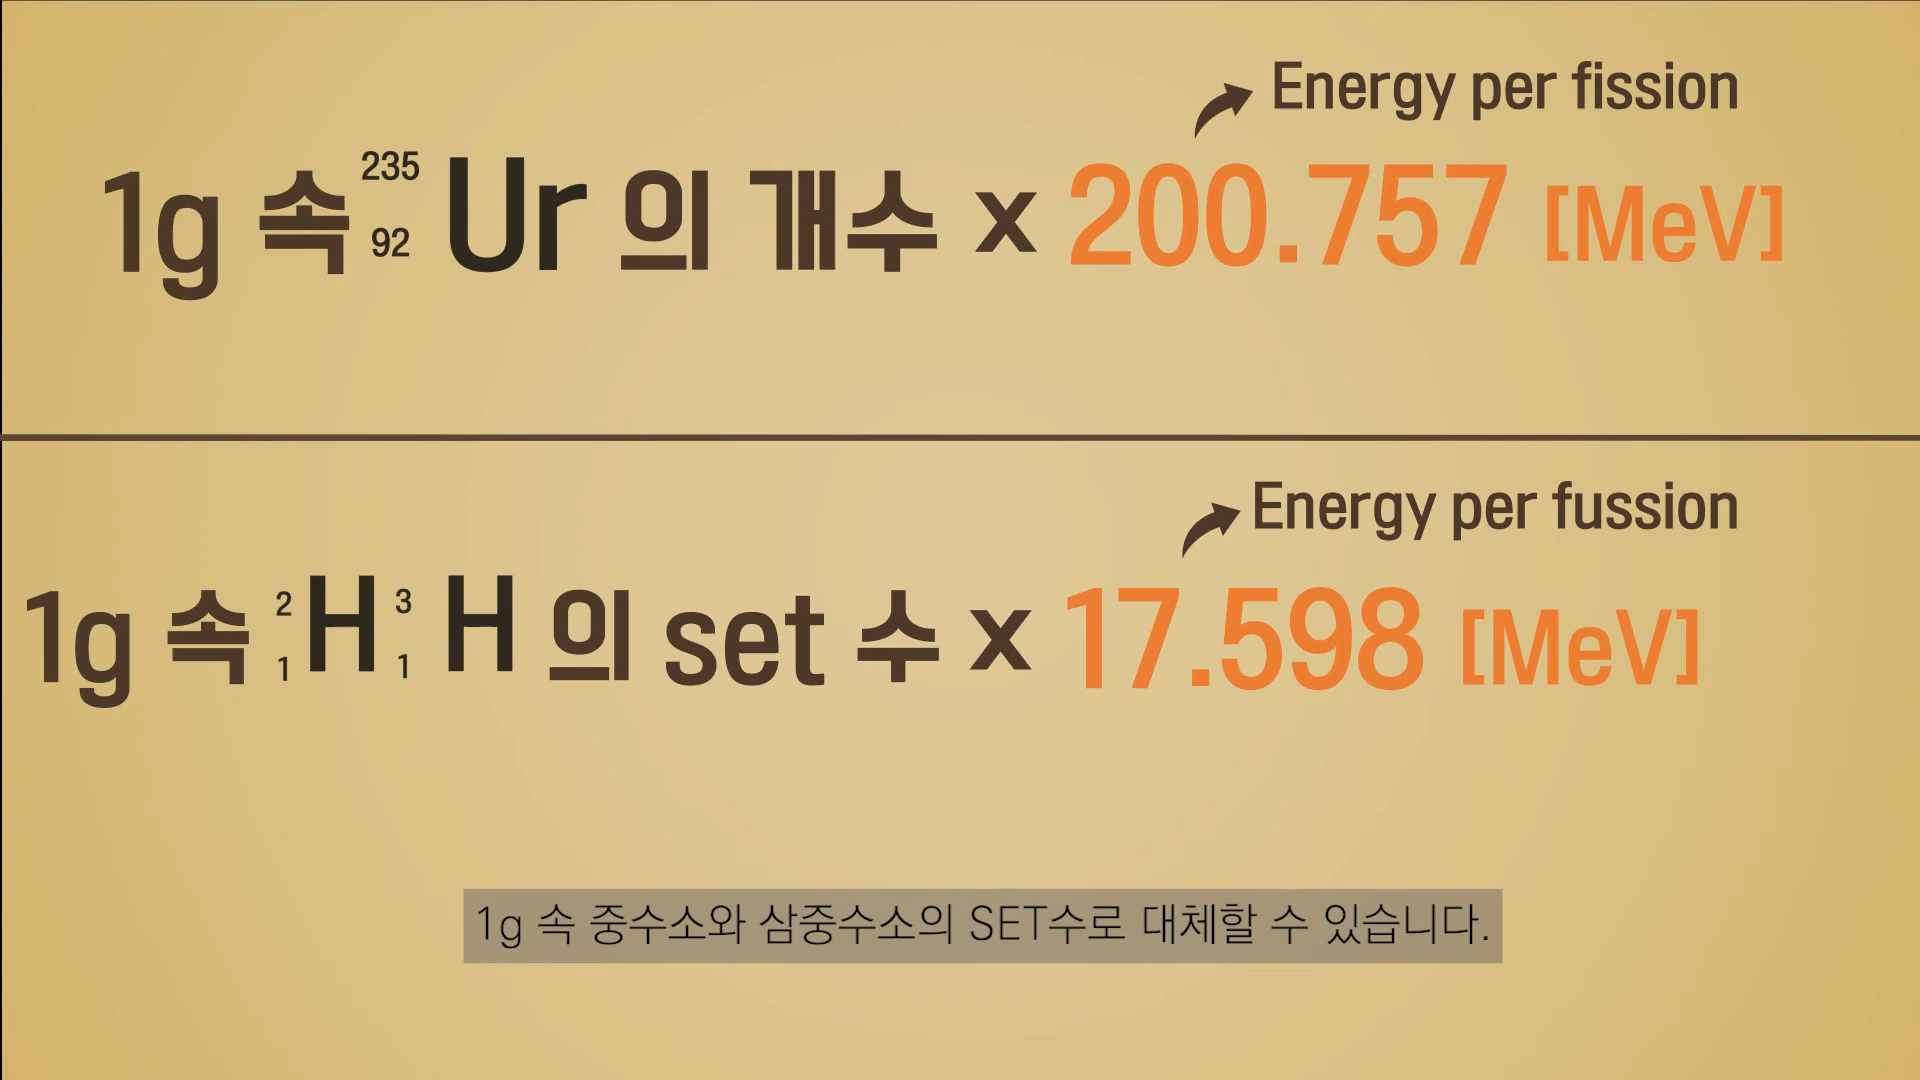 Energy per fission
1g 속 235 92 Ur 의 개수 x 200.757 [MeV]
Energy per fussion
1g 속 2 1 H 3 1 H 의 set 수 x 17.598 [MeV]
1g 속 중수소와 삼중수소의 SET수로 대체할 수 있습니다.